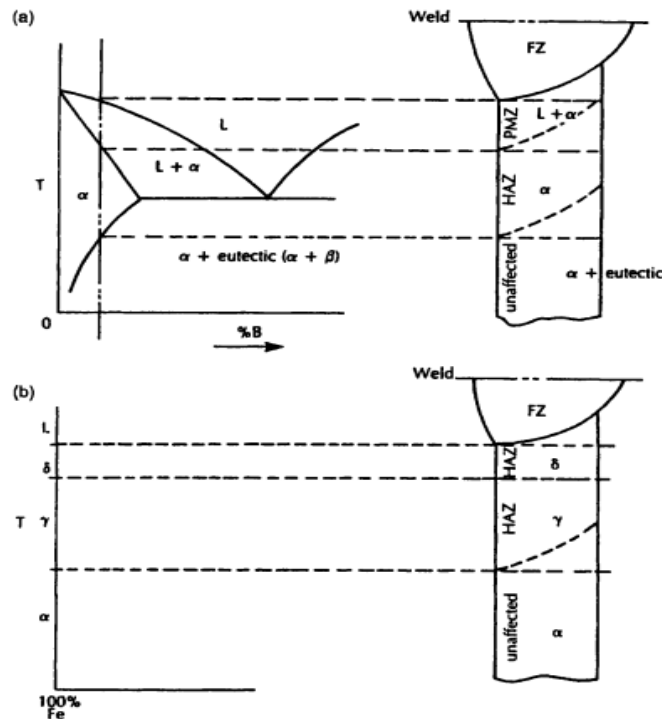 (a)
Weld
FZ
L
PMZ
L + α
L + α
T
α
HAZ
α
α + eutectic (α + β)
unaffected
α + eutectic
0
%B
Weld
(b)
FZ
L
δ
HAZ
δ
T
γ
HAZ
γ
α
unaffected
α
100%
Fe